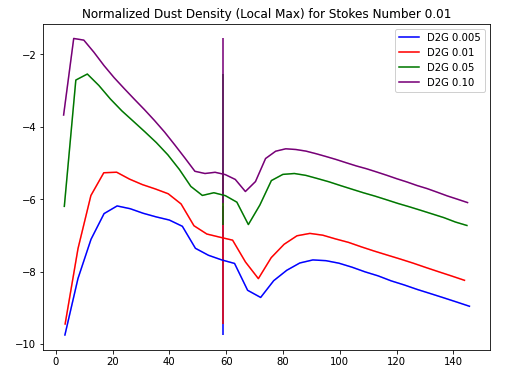 Normalized Dust Density (Local Max) for Stokes Number 0.01
D2G 0.005
D2G 0.01
D2G 0.05
D2G 0.10
−2
−4
−6
−8
−10
0 20 40 60 80 100 120 140